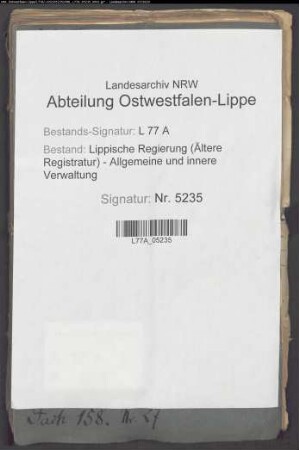 Landesarchiv NRW
Abteilung Ostwestfalen-Lippe
Bestands-Signatur: L 77 A
Bestand: Lippische Regierung (Ältere
Registratur) - Allgemeine und innere
Verwaltung
Signatur: Nr. 5235
L77A_05235
Fach 158. Nr. 21